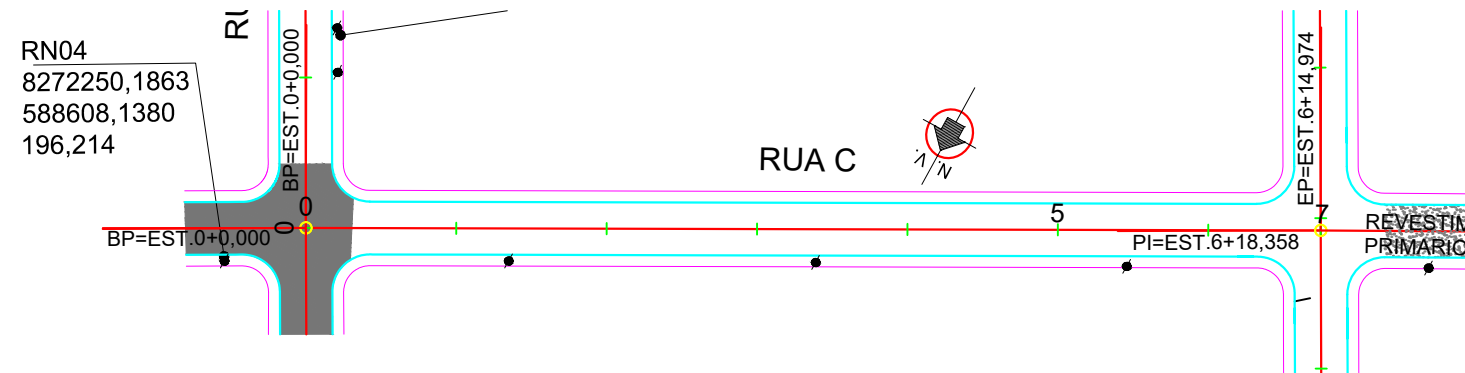 RN04
8272250,1863
588608,1380
196,214
BP=EST.0+0,000
EP=EST.6+14,974
RUA C
N. V.
0
0
5
7
BP=EST.0+0,000
PI=EST.6+18,358
REVESTIM
PRIMARIO